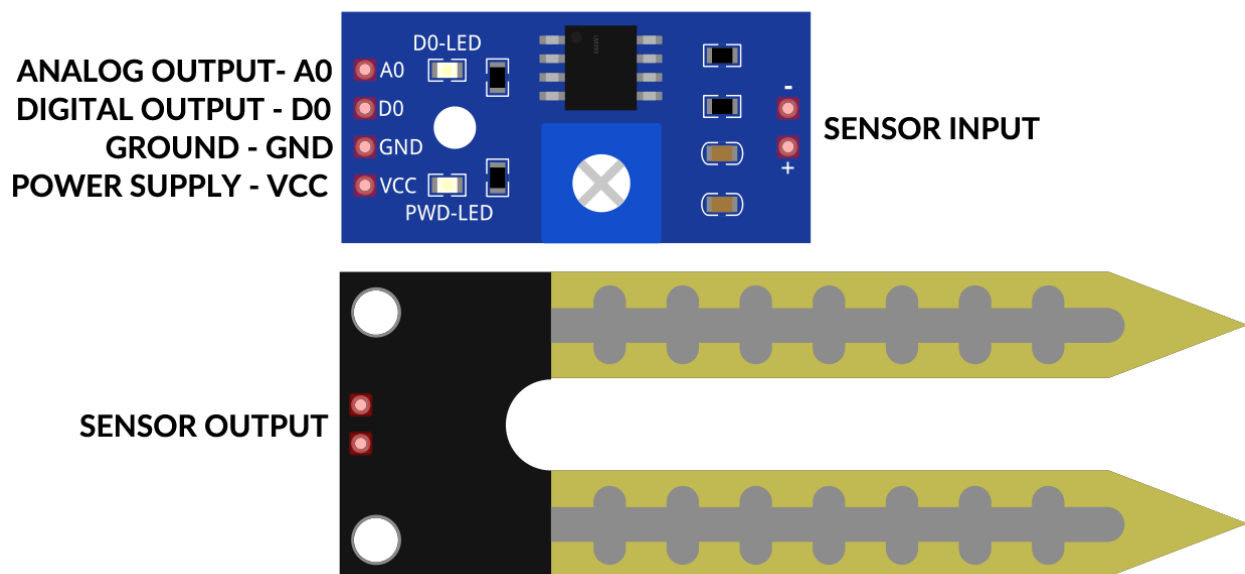 ANALOG OUTPUT- A0
DIGITAL OUTPUT - D0
GROUND - GND
POWER SUPPLY - VCC
D0-LED
A0
D0
GND
VCC
PWD-LED
-
+
SENSOR INPUT
SENSOR OUTPUT